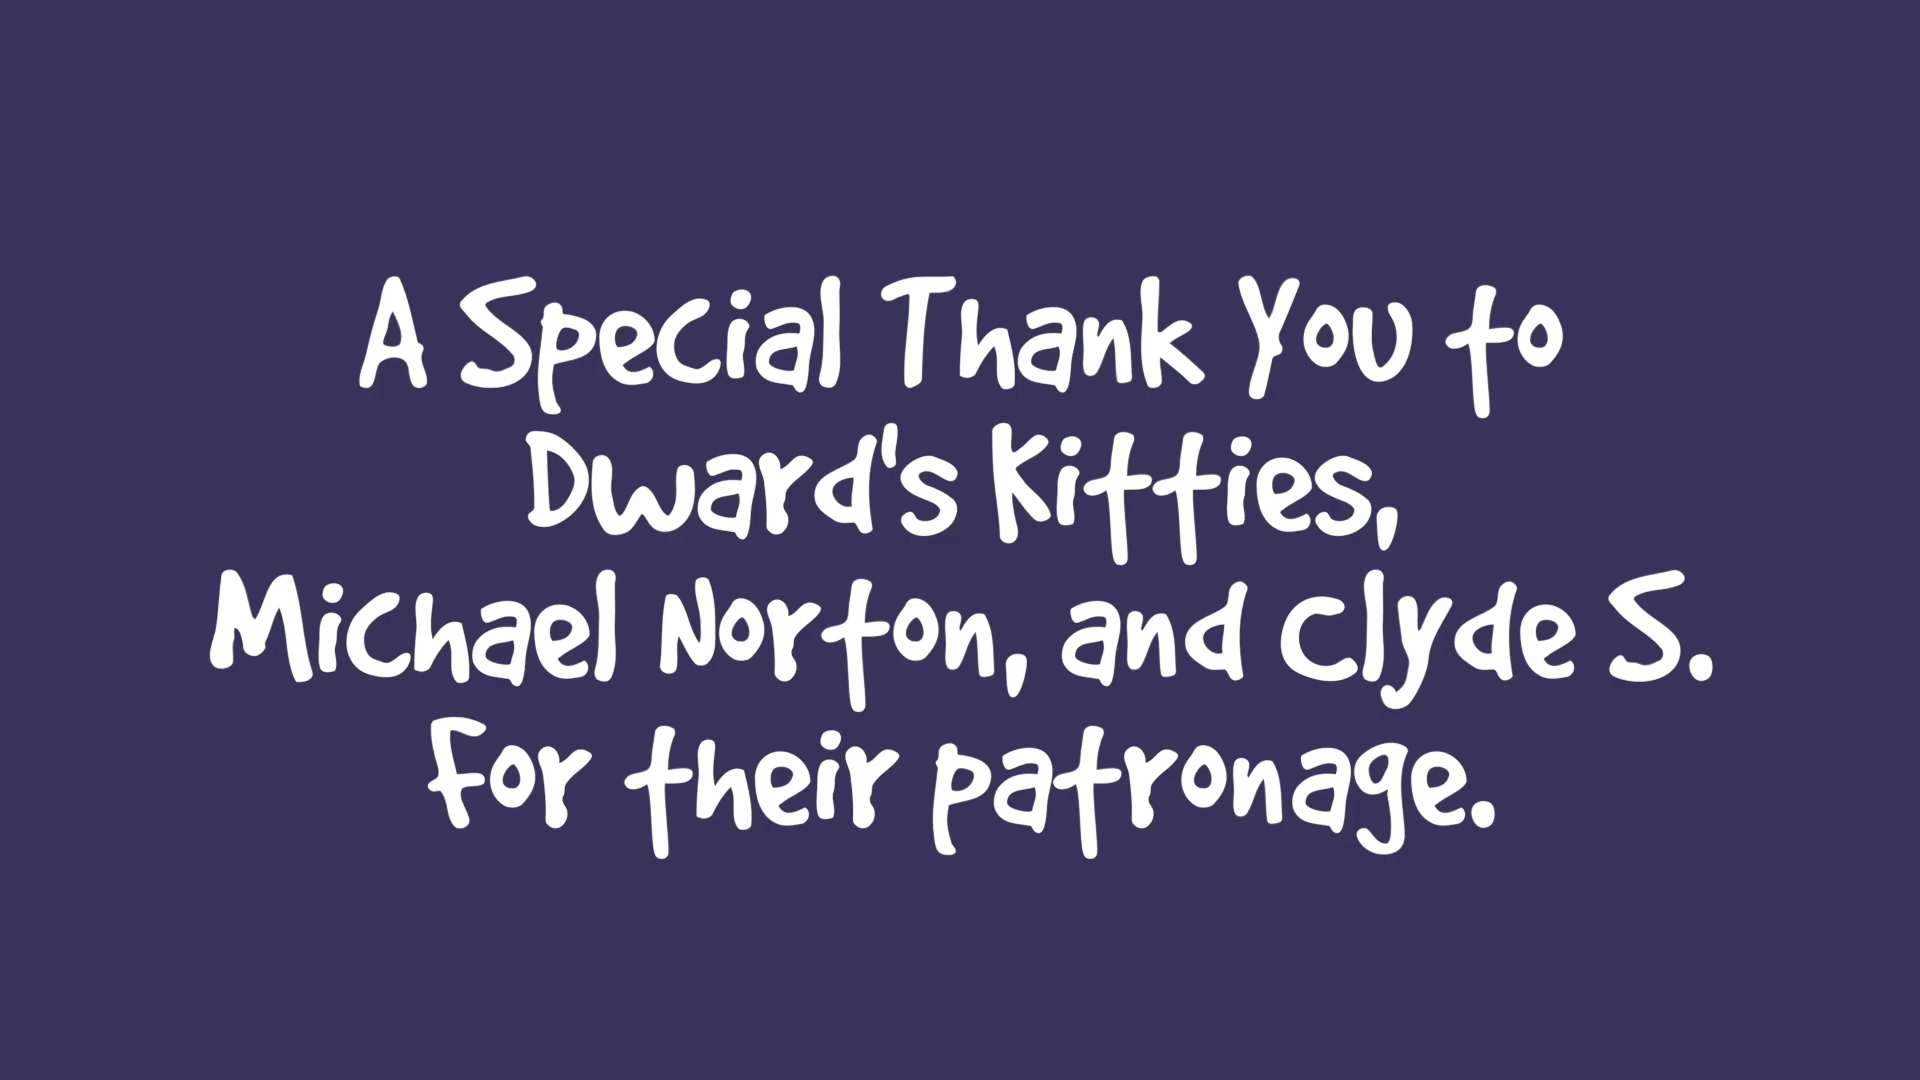 A Special Thank You to
Dward's Kitties,
Michael Norton, and Clyde S.
For their patronage.